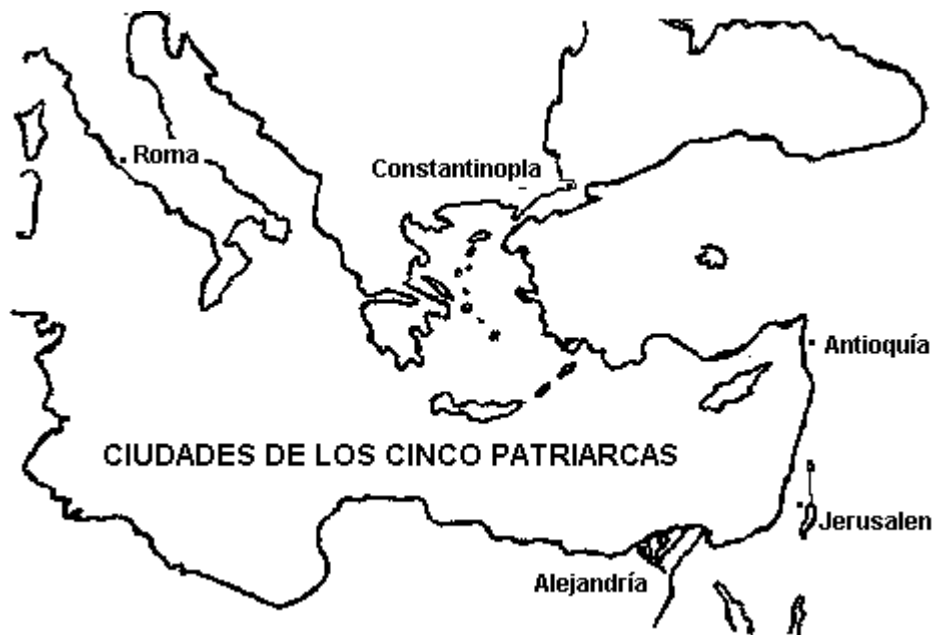 Roma
Constantinopla
Antioquía
CIUDADES DE LOS CINCO PATRIARCAS
Jerusalen
Alejandría